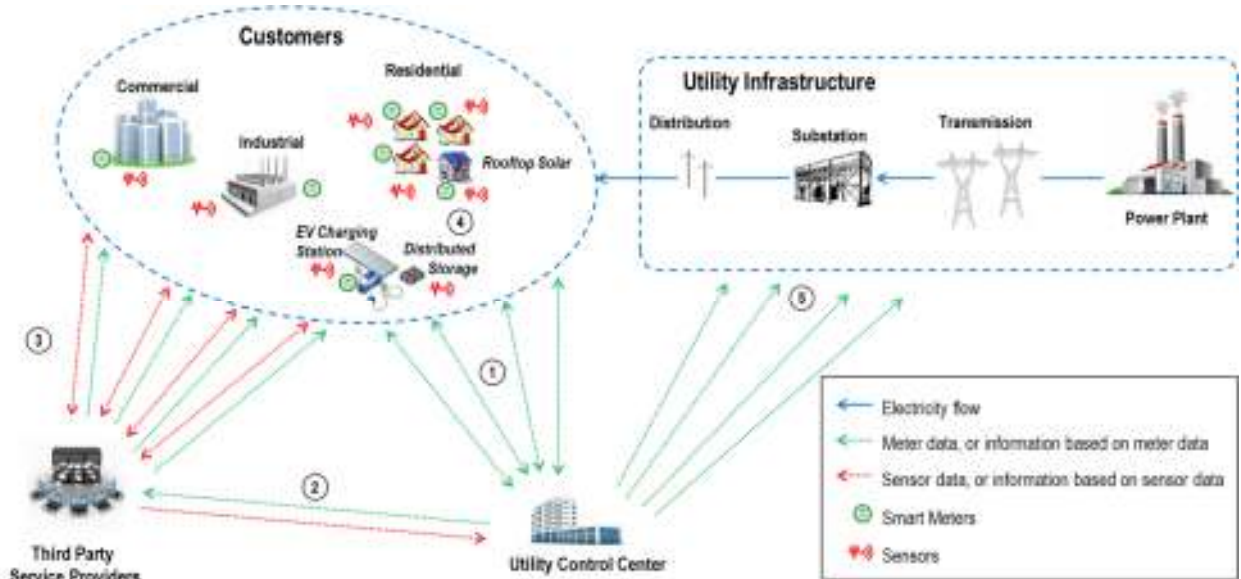 Customers
Commercial
Residential
Industrial
Rooftop Solar
4
EV Charging
Station
Distributed
Storage
Utility Infrastructure
Distribution
Substation
Transmission
Power Plant
3
1
5
2
Third Party
Service Providers
Utility Control Center
Electricity flow
Meter data, or information based on meter data
Sensor data, or information based on sensor data
Smart Meters
Sensors